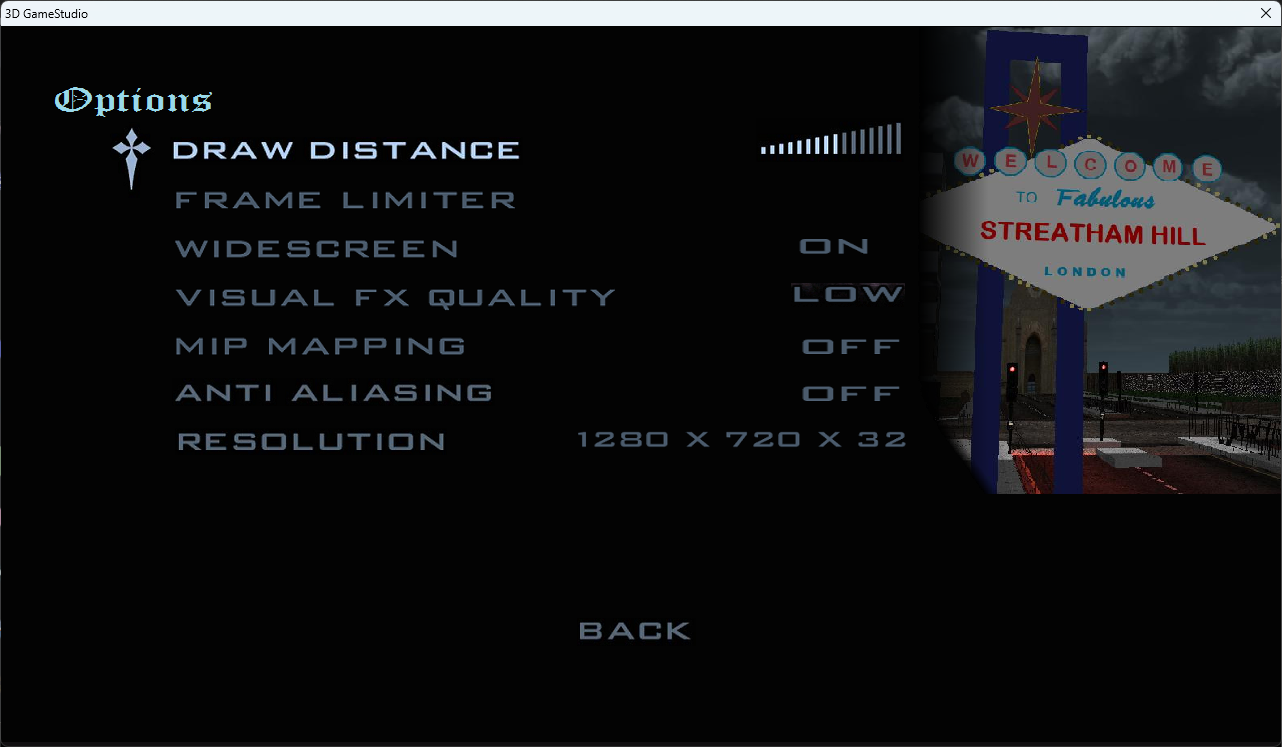 3D GameStudio
Options
DRAW DISTANCE
FRAME LIMITER
WIDESCREEN ON
VISUAL FX QUALITY LOW
MIP MAPPING OFF
ANTI ALIASING OFF
RESOLUTION 1280 X 720 X 32
BACK
WELCOME
TO Fabulous
STREATHAM HILL
LONDON